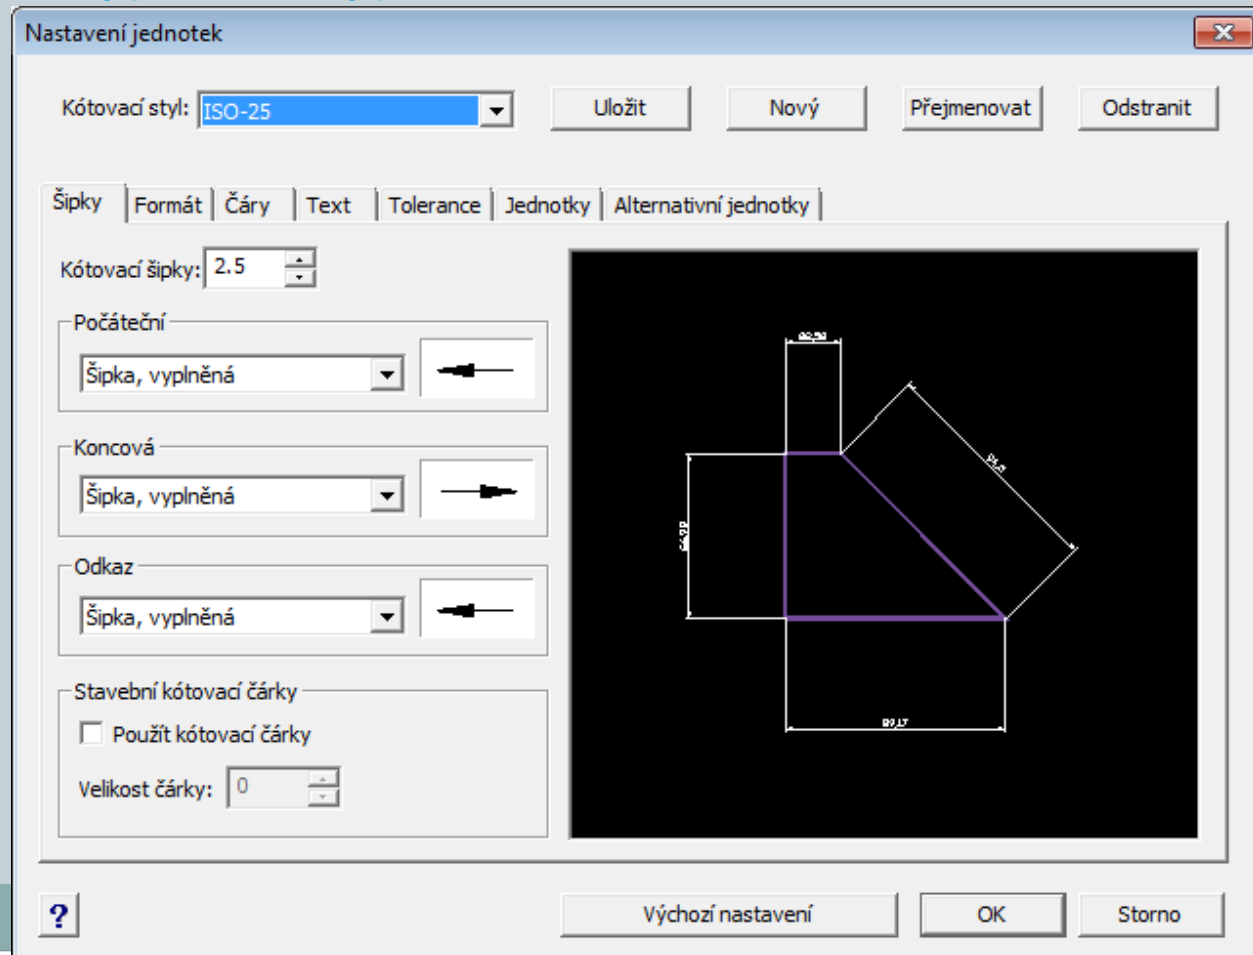 Nastavení jednotek
Kótovací styl: ISO-25 Uložit Nový Přejmenovat Odstranit
Šipky Formát Čáry Text Tolerance Jednotky Alternativní jednotky
Kótovací šipky: 2.5
Počáteční
Šipka, vyplněná
Koncová
Šipka, vyplněná
Odkaz
Šipka, vyplněná
Stavební kótovací čárky
Použít kótovací čárky
Velikost čárky: 0
? Výchozí nastavení OK Storno